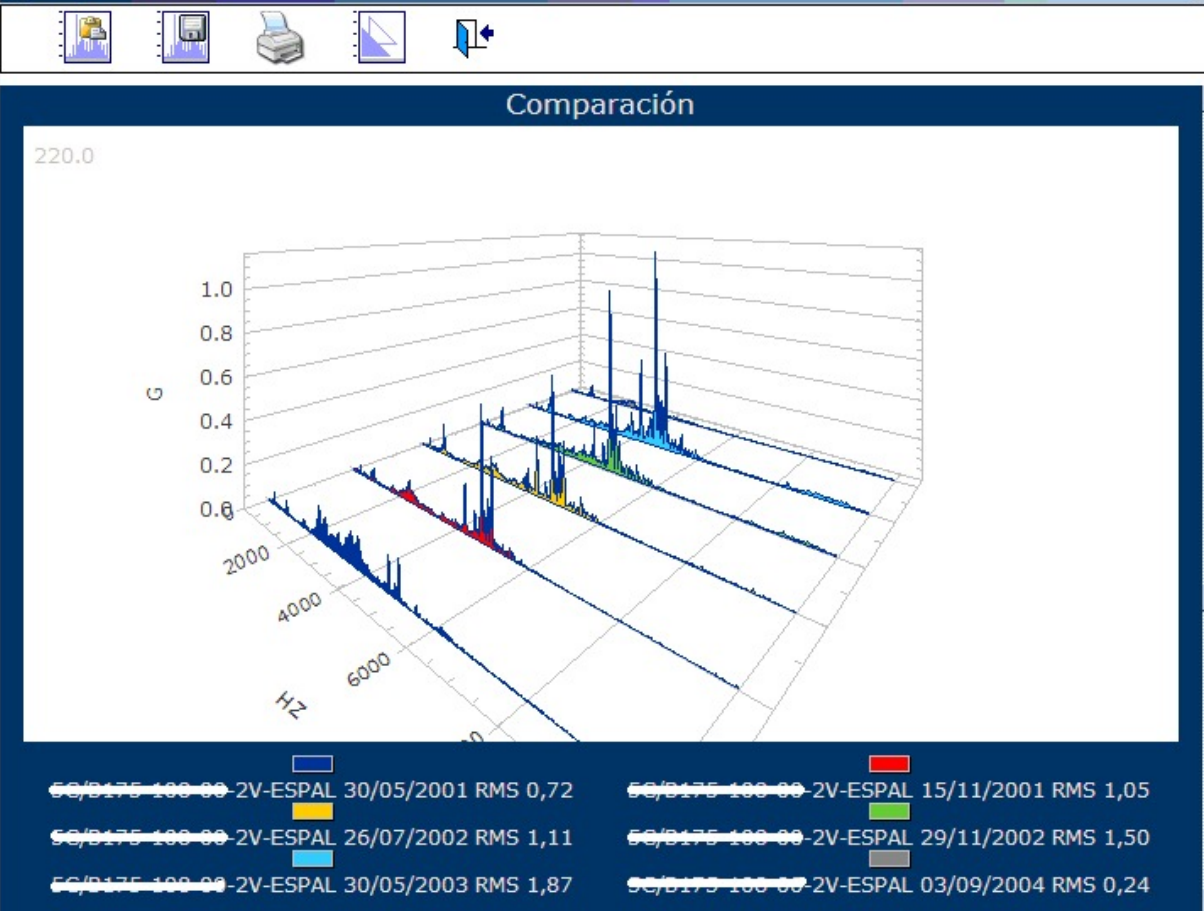 Comparación
220.0
1.0
0.8
0.6
0.4
0.2
0.0
G
0
2000
4000
6000
Hz
-2V-ESPAL 30/05/2001 RMS 0,72
-2V-ESPAL 15/11/2001 RMS 1,05
-2V-ESPAL 26/07/2002 RMS 1,11
-2V-ESPAL 29/11/2002 RMS 1,50
-2V-ESPAL 30/05/2003 RMS 1,87
-2V-ESPAL 03/09/2004 RMS 0,24